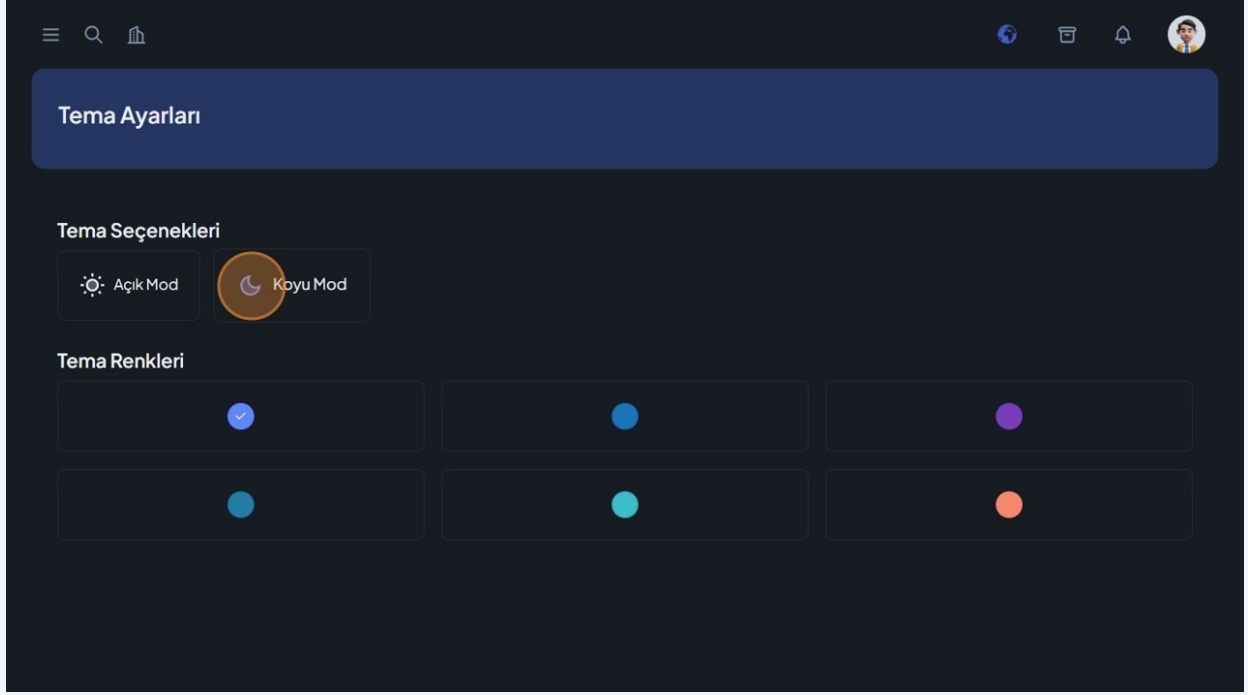 Tema Ayarları
Tema Seçenekleri
Açık Mod
Koyu Mod
Tema Renkleri